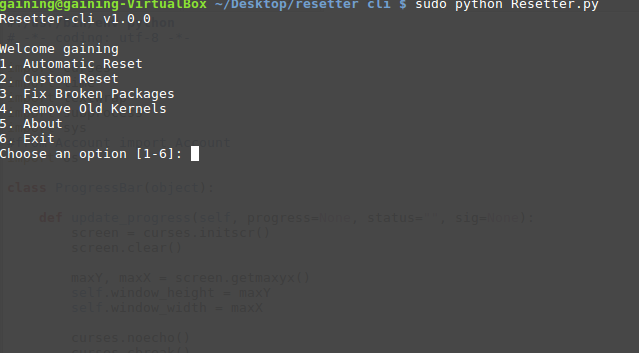 gaining@gaining-VirtualBox ~/Desktop/resetter cli $ sudo python Resetter.py
Resetter-cli v1.0.0
Welcome gaining
1. Automatic Reset
2. Custom Reset
3. Fix Broken Packages
4. Remove Old Kernels
5. About
6. Exit
Choose an option [1-6]:
class ProgressBar(object):
def update_progress(self, progress=None, status="", sig=None):
screen = curses.initscr()
screen.clear()
maxY, maxX = screen.getmaxyx()
self.window_height = maxY
self.window_width = maxX
curses.noecho()